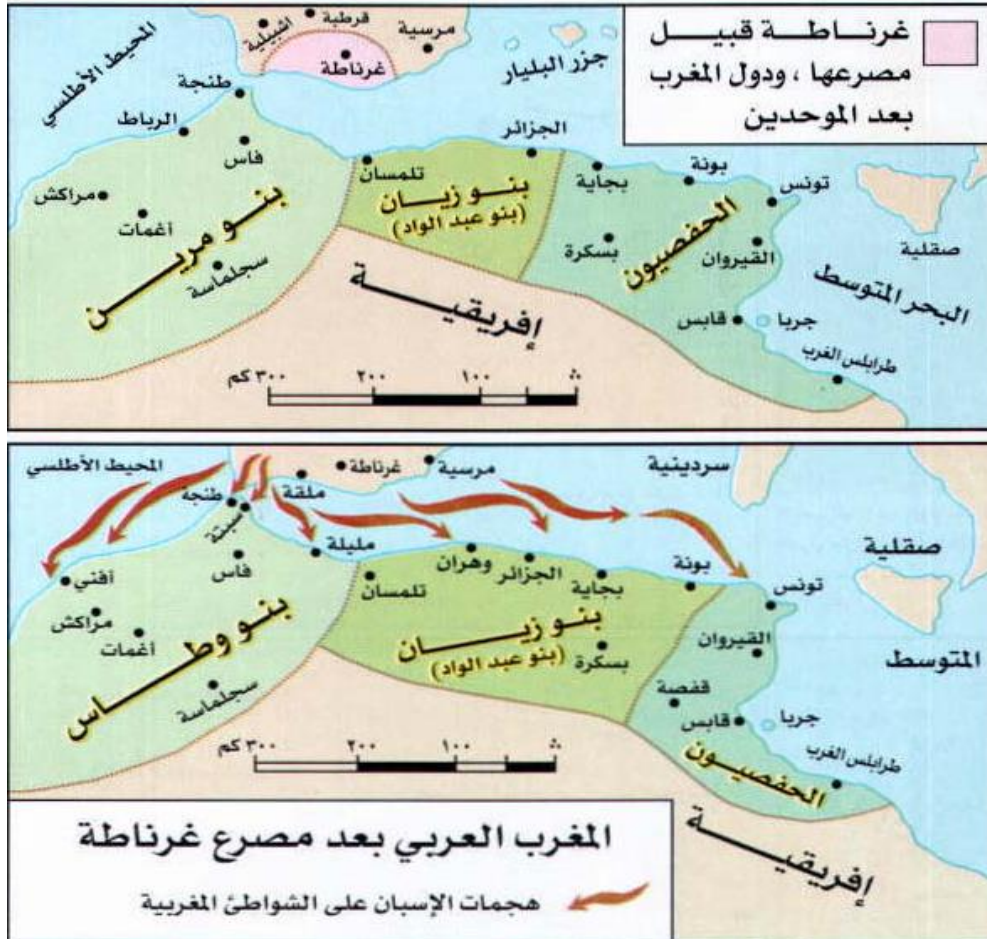 غرناطة قبيل
مصرعها، ودول المغرب
بعد الموحدين
المحيط الأطلسي
اشبيلية
قرطبة
مرسية
غرناطة
جزر البليار
طنجة
الرباط
فاس
مراكش
أغمات
سجلماسة
بنو مرين
تلمسان
الجزائر
بنو زيان
(بنو عبد الواد)
بجاية
بونة
تونس
بسكرة
القيروان
الحفصيون
قابس
جربا
طرابلس الغرب
صقلية
البحر المتوسط
إفريقية
٣٠٠ كم
٢٠٠
١٠٠
المحيط الأطلسي
غرناطة
مرسية
ملقة
سردينية
طنجة
سبتة
مليلة
فاس
أفني
مراكش
أغمات
سجلماسة
بنو وطاس
تلمسان
وهران
الجزائر
بجاية
بونة
بنو زيان
(بنو عبد الواد)
بسكرة
تونس
القيروان
قفصة
قابس
جربا
طرابلس الغرب
الحفصيون
صقلية
المتوسط
إفريقية
٣٠٠ كم
٢٠٠
١٠٠
المغرب العربي بعد مصرع غرناطة
هجمات الإسبان على الشواطئ المغربية